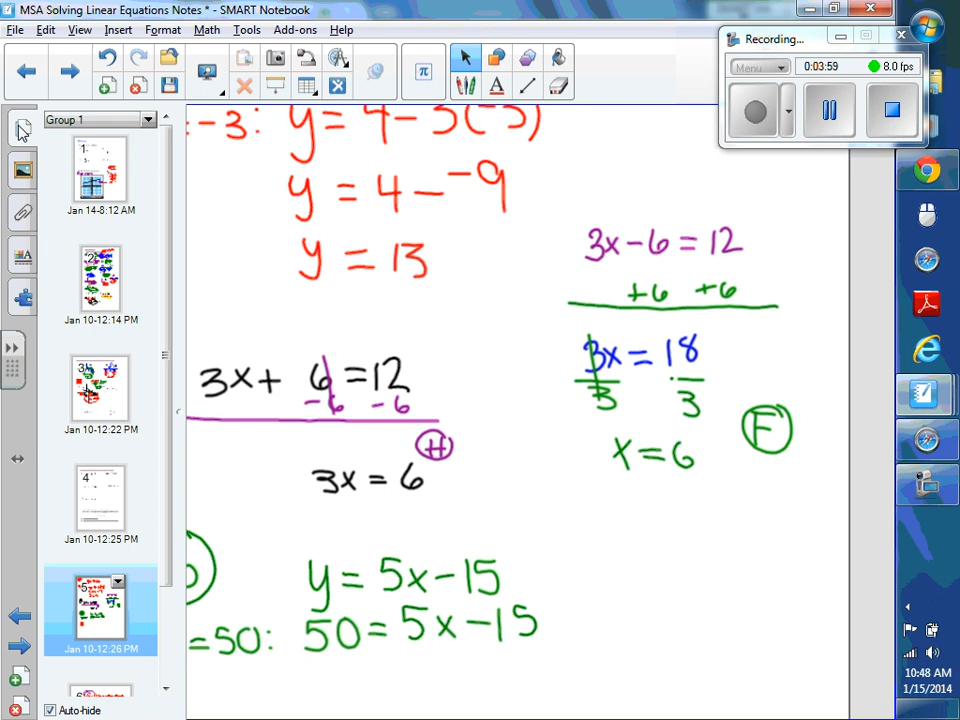 MSA Solving Linear Equations Notes * - SMART Notebook
File Edit View Insert Format Math Tools Add-ons Help
Recording...
Menu
0:03:59
8.0 fps
Group 1
Jan 14-8:12 AM
Jan 10-12:14 PM
Jan 10-12:22 PM
Jan 10-12:25 PM
Jan 10-12:26 PM
Auto-hide
=-3: y = 4-3(-3)
y = 4 - -9
y = 13
3x + 6 = 12
-6 -6
H
3x = 6
y = 5x - 15
=50: 50 = 5x - 15
3x - 6 = 12
+6 +6
3x = 18
3 3
F
x = 6
10:48 AM
1/15/2014